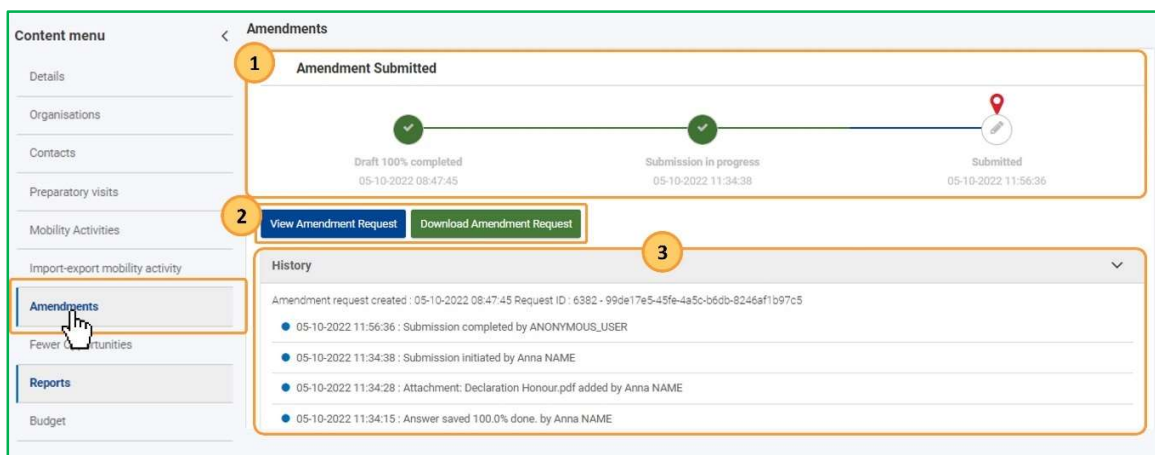 Content menu
Details
Organisations
Contacts
Preparatory visits
Mobility Activities
Import-export mobility activity
Amendments
Fewer
Reports
Budget
Amendments
1
Amendment Submitted
Draft 100% completed
05-10-2022 08:47:45
Submission in progress
05-10-2022 11:34:38
Submitted
05-10-2022 11:56:36
2
View Amendment Request
Download Amendment Request
3
History
Amendment request created : 05-10-2022 08:47:45 Request ID : 6382 - 99de17e5-45fe-4a5c-b6db-8246af1b97c5
05-10-2022 11:56:36 : Submission completed by ANONYMOUS_USER
05-10-2022 11:34:38 : Submission initiated by Anna NAME
05-10-2022 11:34:28 : Attachment: Declaration Honour.pdf added by Anna NAME
05-10-2022 11:34:15 : Answer saved 100.0% done. by Anna NAME